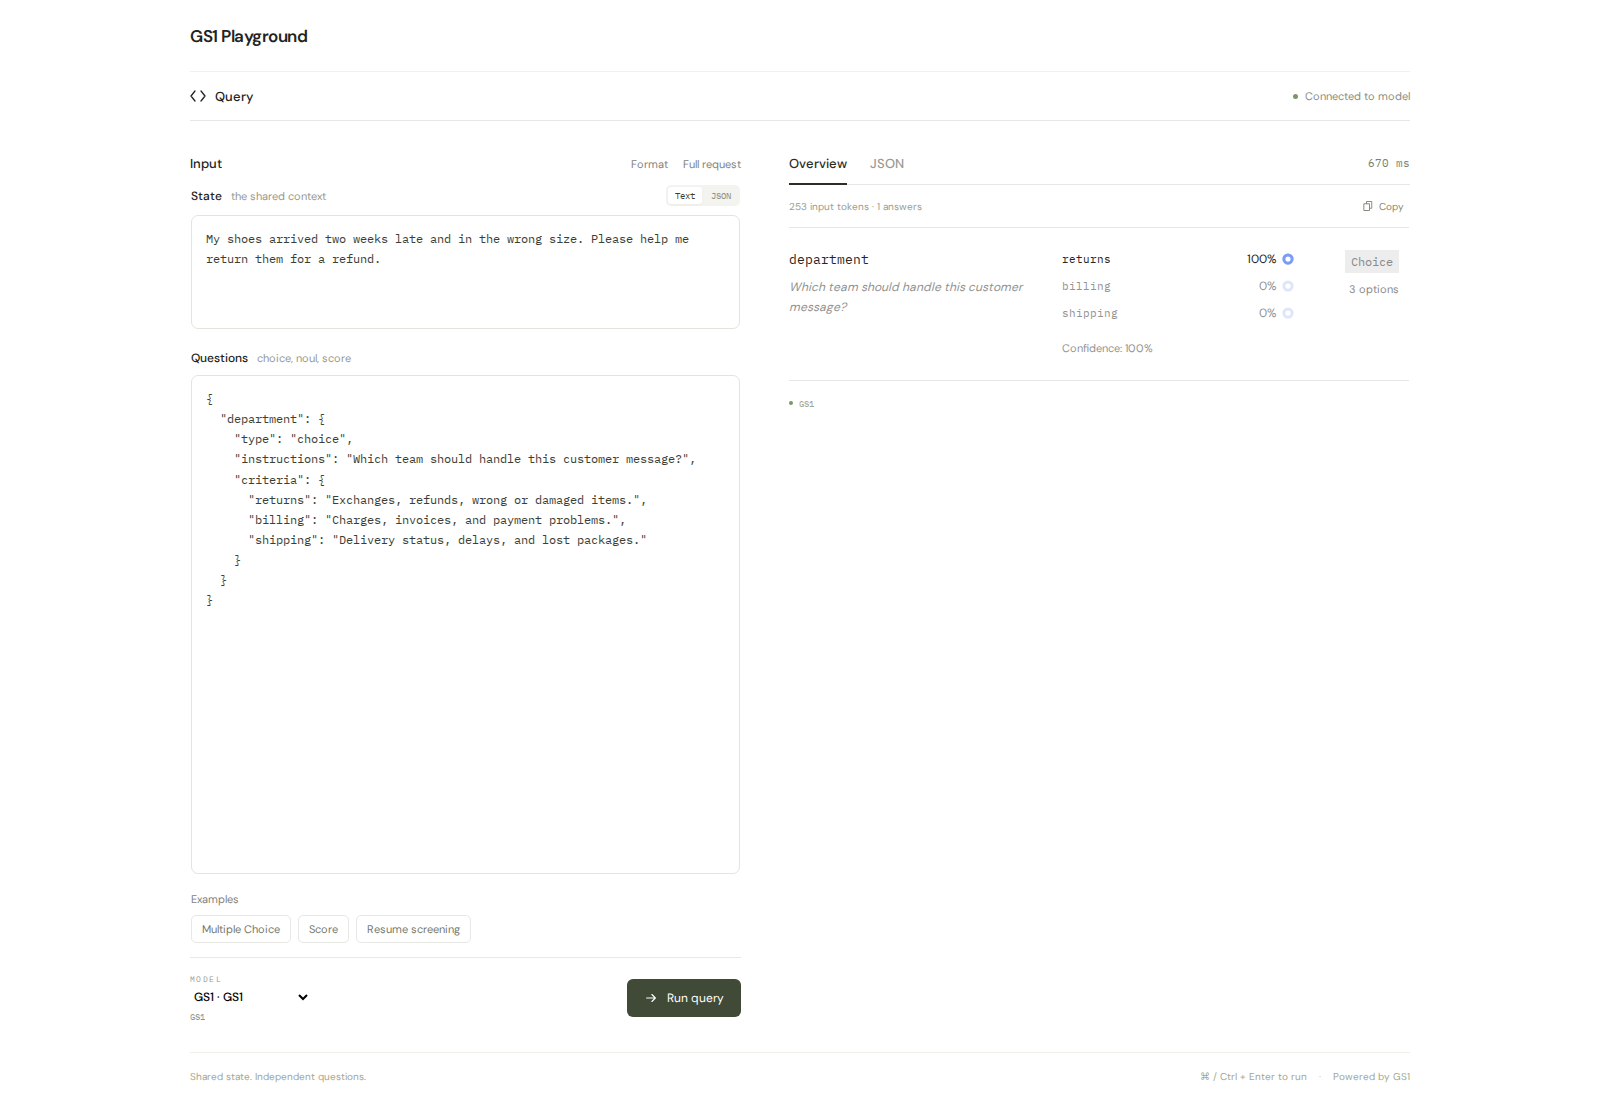 GS1 Playground
Query
Connected to model
Input
Format
Full request
State
the shared context
Text
JSON
My shoes arrived two weeks late and in the wrong size. Please help me
return them for a refund.
Questions
choice, noul, score
{
"department": {
"type": "choice",
"instructions": "Which team should handle this customer message?",
"criteria": {
"returns": "Exchanges, refunds, wrong or damaged items.",
"billing": "Charges, invoices, and payment problems.",
"shipping": "Delivery status, delays, and lost packages."
}
}
}
Examples
Multiple Choice
Score
Resume screening
MODEL
GS1 · GS1
GS1
Run query
Overview
JSON
670 ms
253 input tokens · 1 answers
Copy
department
Which team should handle this customer
message?
returns 100%
billing 0%
shipping 0%
Confidence: 100%
Choice
3 options
GS1
Shared state. Independent questions.
⌘ / Ctrl + Enter to run · Powered by GS1